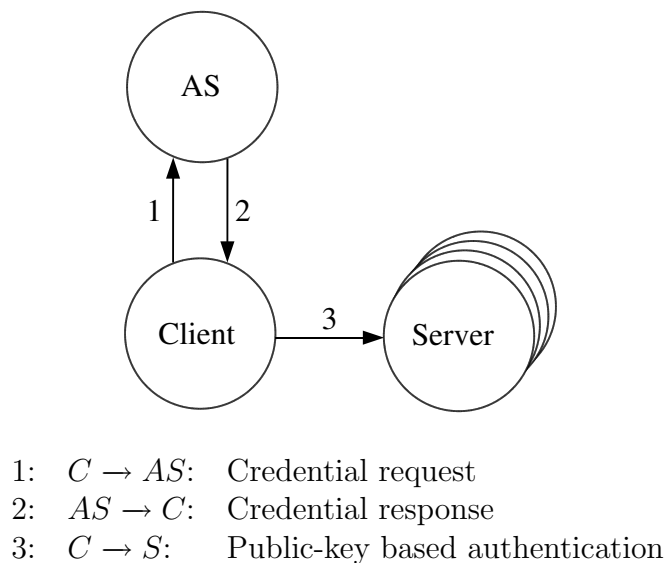 AS
1 2
Client
3
Server
1: C → AS: Credential request
2: AS → C: Credential response
3: C → S: Public-key based authentication